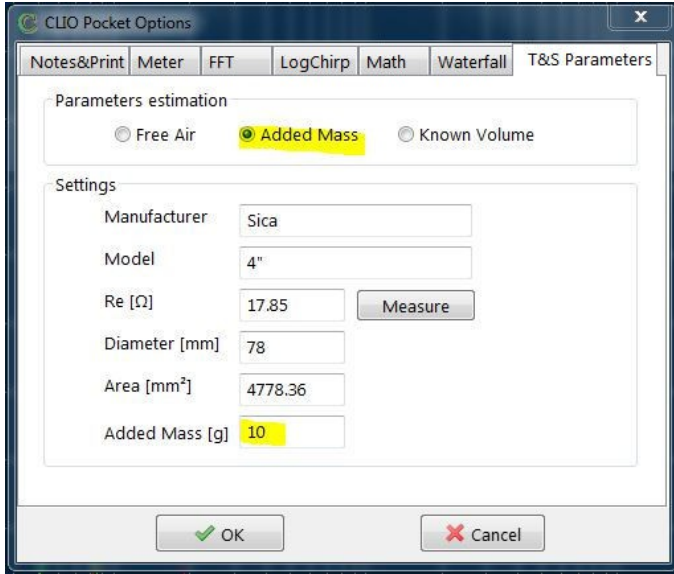 CLIO Pocket Options
x
Notes&Print Meter FFT LogChirp Math Waterfall T&S Parameters
Parameters estimation
Free Air Added Mass Known Volume
Settings
Manufacturer Sica
Model 4"
Re [Ω] 17.85 Measure
Diameter [mm] 78
Area [mm²] 4778.36
Added Mass [g] 10
OK Cancel